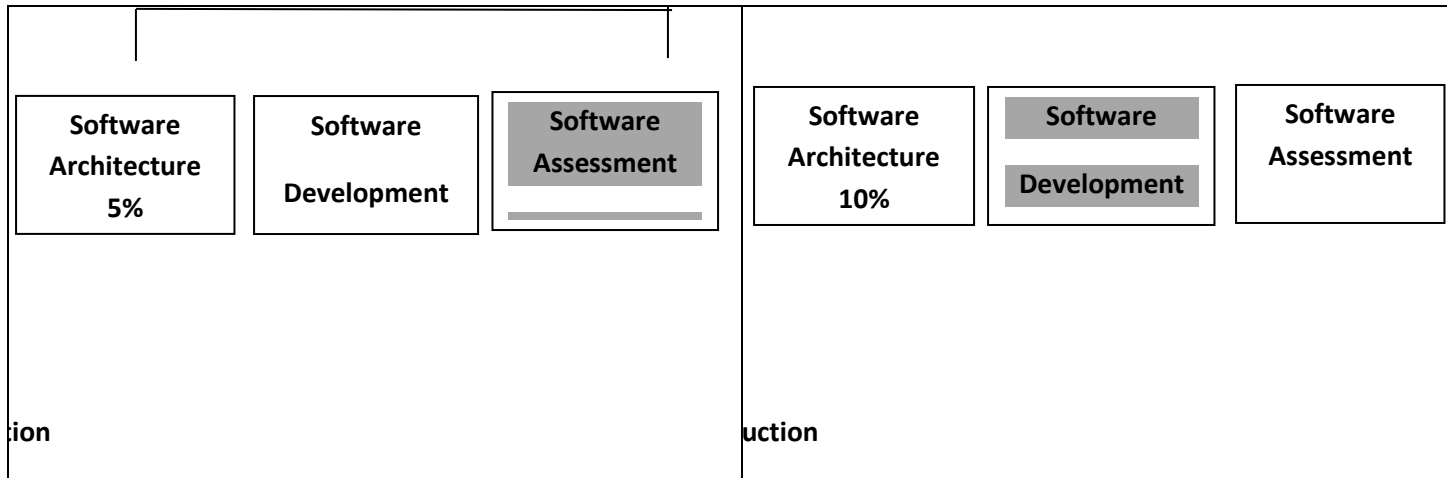 Software
Architecture
5%
Software
Development
Software
Assessment
Software
Architecture
10%
Software
Development
Software
Assessment
tion
uction